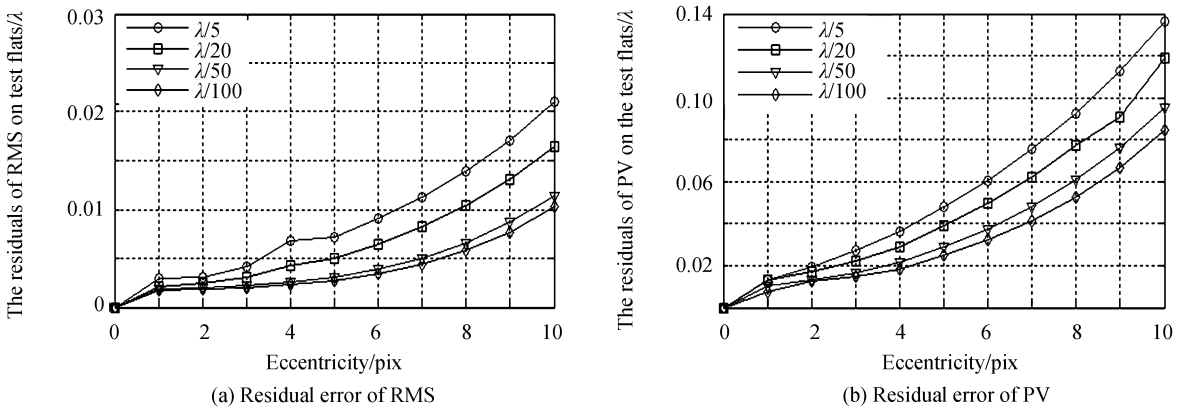 The residuals of RMS on test flats/λ
0.03
0.02
0.01
0
λ/5
λ/20
λ/50
λ/100
0 2 4 6 8 10
Eccentricity/pix
(a) Residual error of RMS
The residuals of PV on the test flats/λ
0.14
0.10
0.06
0.02
λ/5
λ/20
λ/50
λ/100
0 2 4 6 8 10
Eccentricity/pix
(b) Residual error of PV